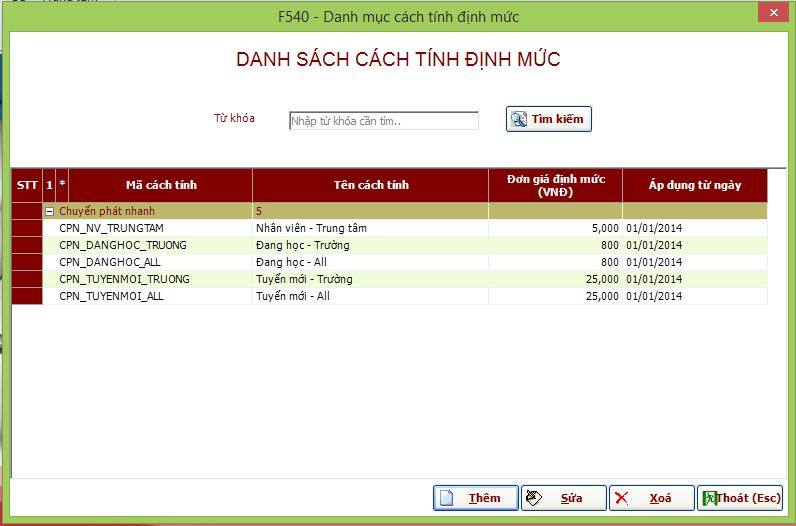 F540 - Danh mục cách tính định mức
DANH SÁCH CÁCH TÍNH ĐỊNH MỨC
Từ khóa Nhập từ khóa cần tìm.. Tìm kiếm
STT 1 * Mã cách tính Tên cách tính Đơn giá định mức (VNĐ) Áp dụng từ ngày
Chuyển phát nhanh 5
CPN_NV_TRUNGTAM Nhân viên - Trung tâm 5,000 01/01/2014
CPN_DANGHOC_TRUONG Đang học - Trường 800 01/01/2014
CPN_DANGHOC_ALL Đang học - All 800 01/01/2014
CPN_TUYENMOI_TRUONG Tuyển mới - Trường 25,000 01/01/2014
CPN_TUYENMOI_ALL Tuyển mới - All 25,000 01/01/2014
Thêm Sửa Xoá Thoát (Esc)